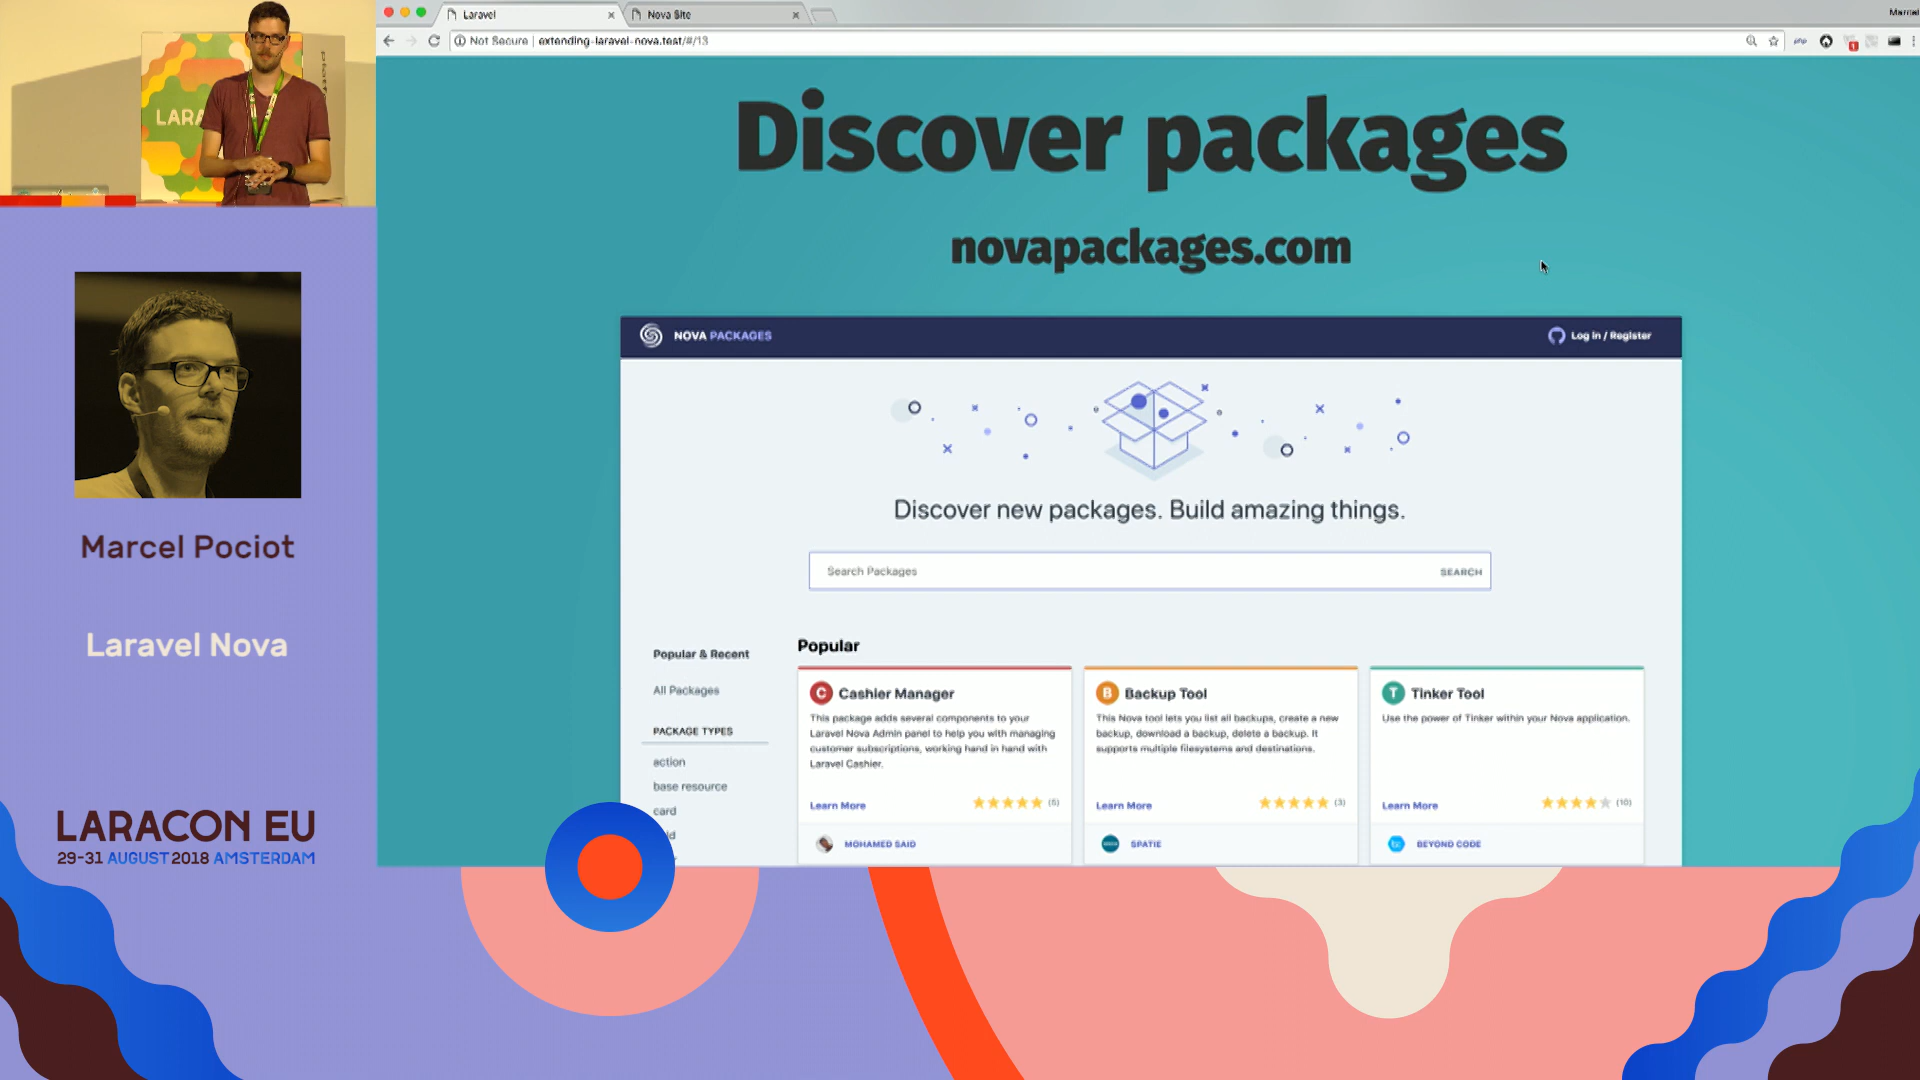 LARA
Marcel Pociot
Laravel Nova
LARACON EU
29-31 AUGUST 2018 AMSTERDAM
Laravel
Nova Site
Marcel
Not Secure | extending-laravel-nova.test/#/13
php
1
Discover packages
novapackages.com
NOVA PACKAGES
Log in / Register
Discover new packages. Build amazing things.
Search Packages
SEARCH
Popular & Recent
All Packages
PACKAGE TYPES
action
base resource
card
Popular
C Cashier Manager
This package adds several components to your
Laravel Nova Admin panel to help you with managing
customer subscriptions, working hand in hand with
Laravel Cashier.
Learn More
(5)
MOHAMED SAID
B Backup Tool
This Nova tool lets you list all backups, create a new
backup, download a backup, delete a backup. It
supports multiple filesystems and destinations.
Learn More
(3)
SPATIE
T Tinker Tool
Use the power of Tinker within your Nova application.
Learn More
(10)
BEYOND CODE